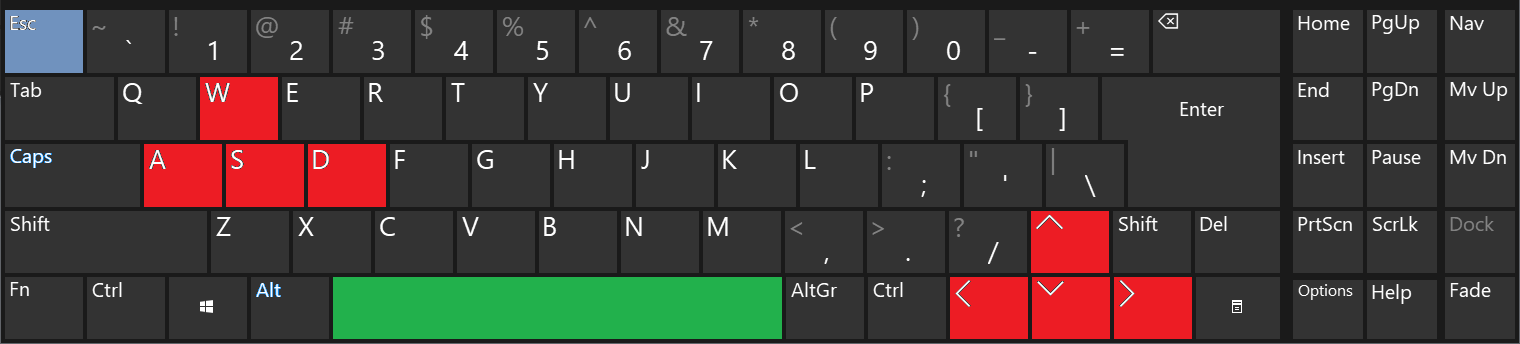 Esc ~ ` ! 1 @ 2 # 3 $ 4 % 5 ^ 6 & 7 * 8 ( 9 ) 0 _ - + = Home PgUp Nav
Tab Q W E R T Y U I O P { [ } ] Enter End PgDn Mv Up
Caps A S D F G H J K L : ; " ' | \ Insert Pause Mv Dn
Shift Z X C V B N M < , > . ? / Shift Del PrtScn ScrLk Dock
Fn Ctrl Alt AltGr Ctrl Options Help Fade